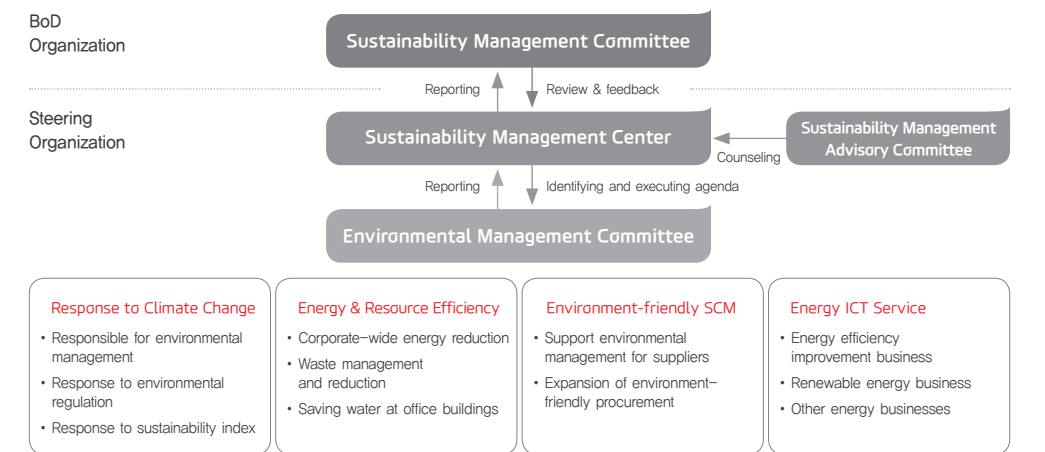 BoD
Organization
Sustainability Management Committee
Reporting
Review & feedback
Steering
Organization
Sustainability Management Center
Sustainability Management
Advisory Committee
Counseling
Reporting
Identifying and executing agenda
Environmental Management Committee
Response to Climate Change
• Responsible for environmental
management
• Response to environmental
regulation
• Response to sustainability index
Energy & Resource Efficiency
• Corporate-wide energy reduction
• Waste management
and reduction
• Saving water at office buildings
Environment-friendly SCM
• Support environmental
management for suppliers
• Expansion of environment-
friendly procurement
Energy ICT Service
• Energy efficiency
improvement business
• Renewable energy business
• Other energy businesses